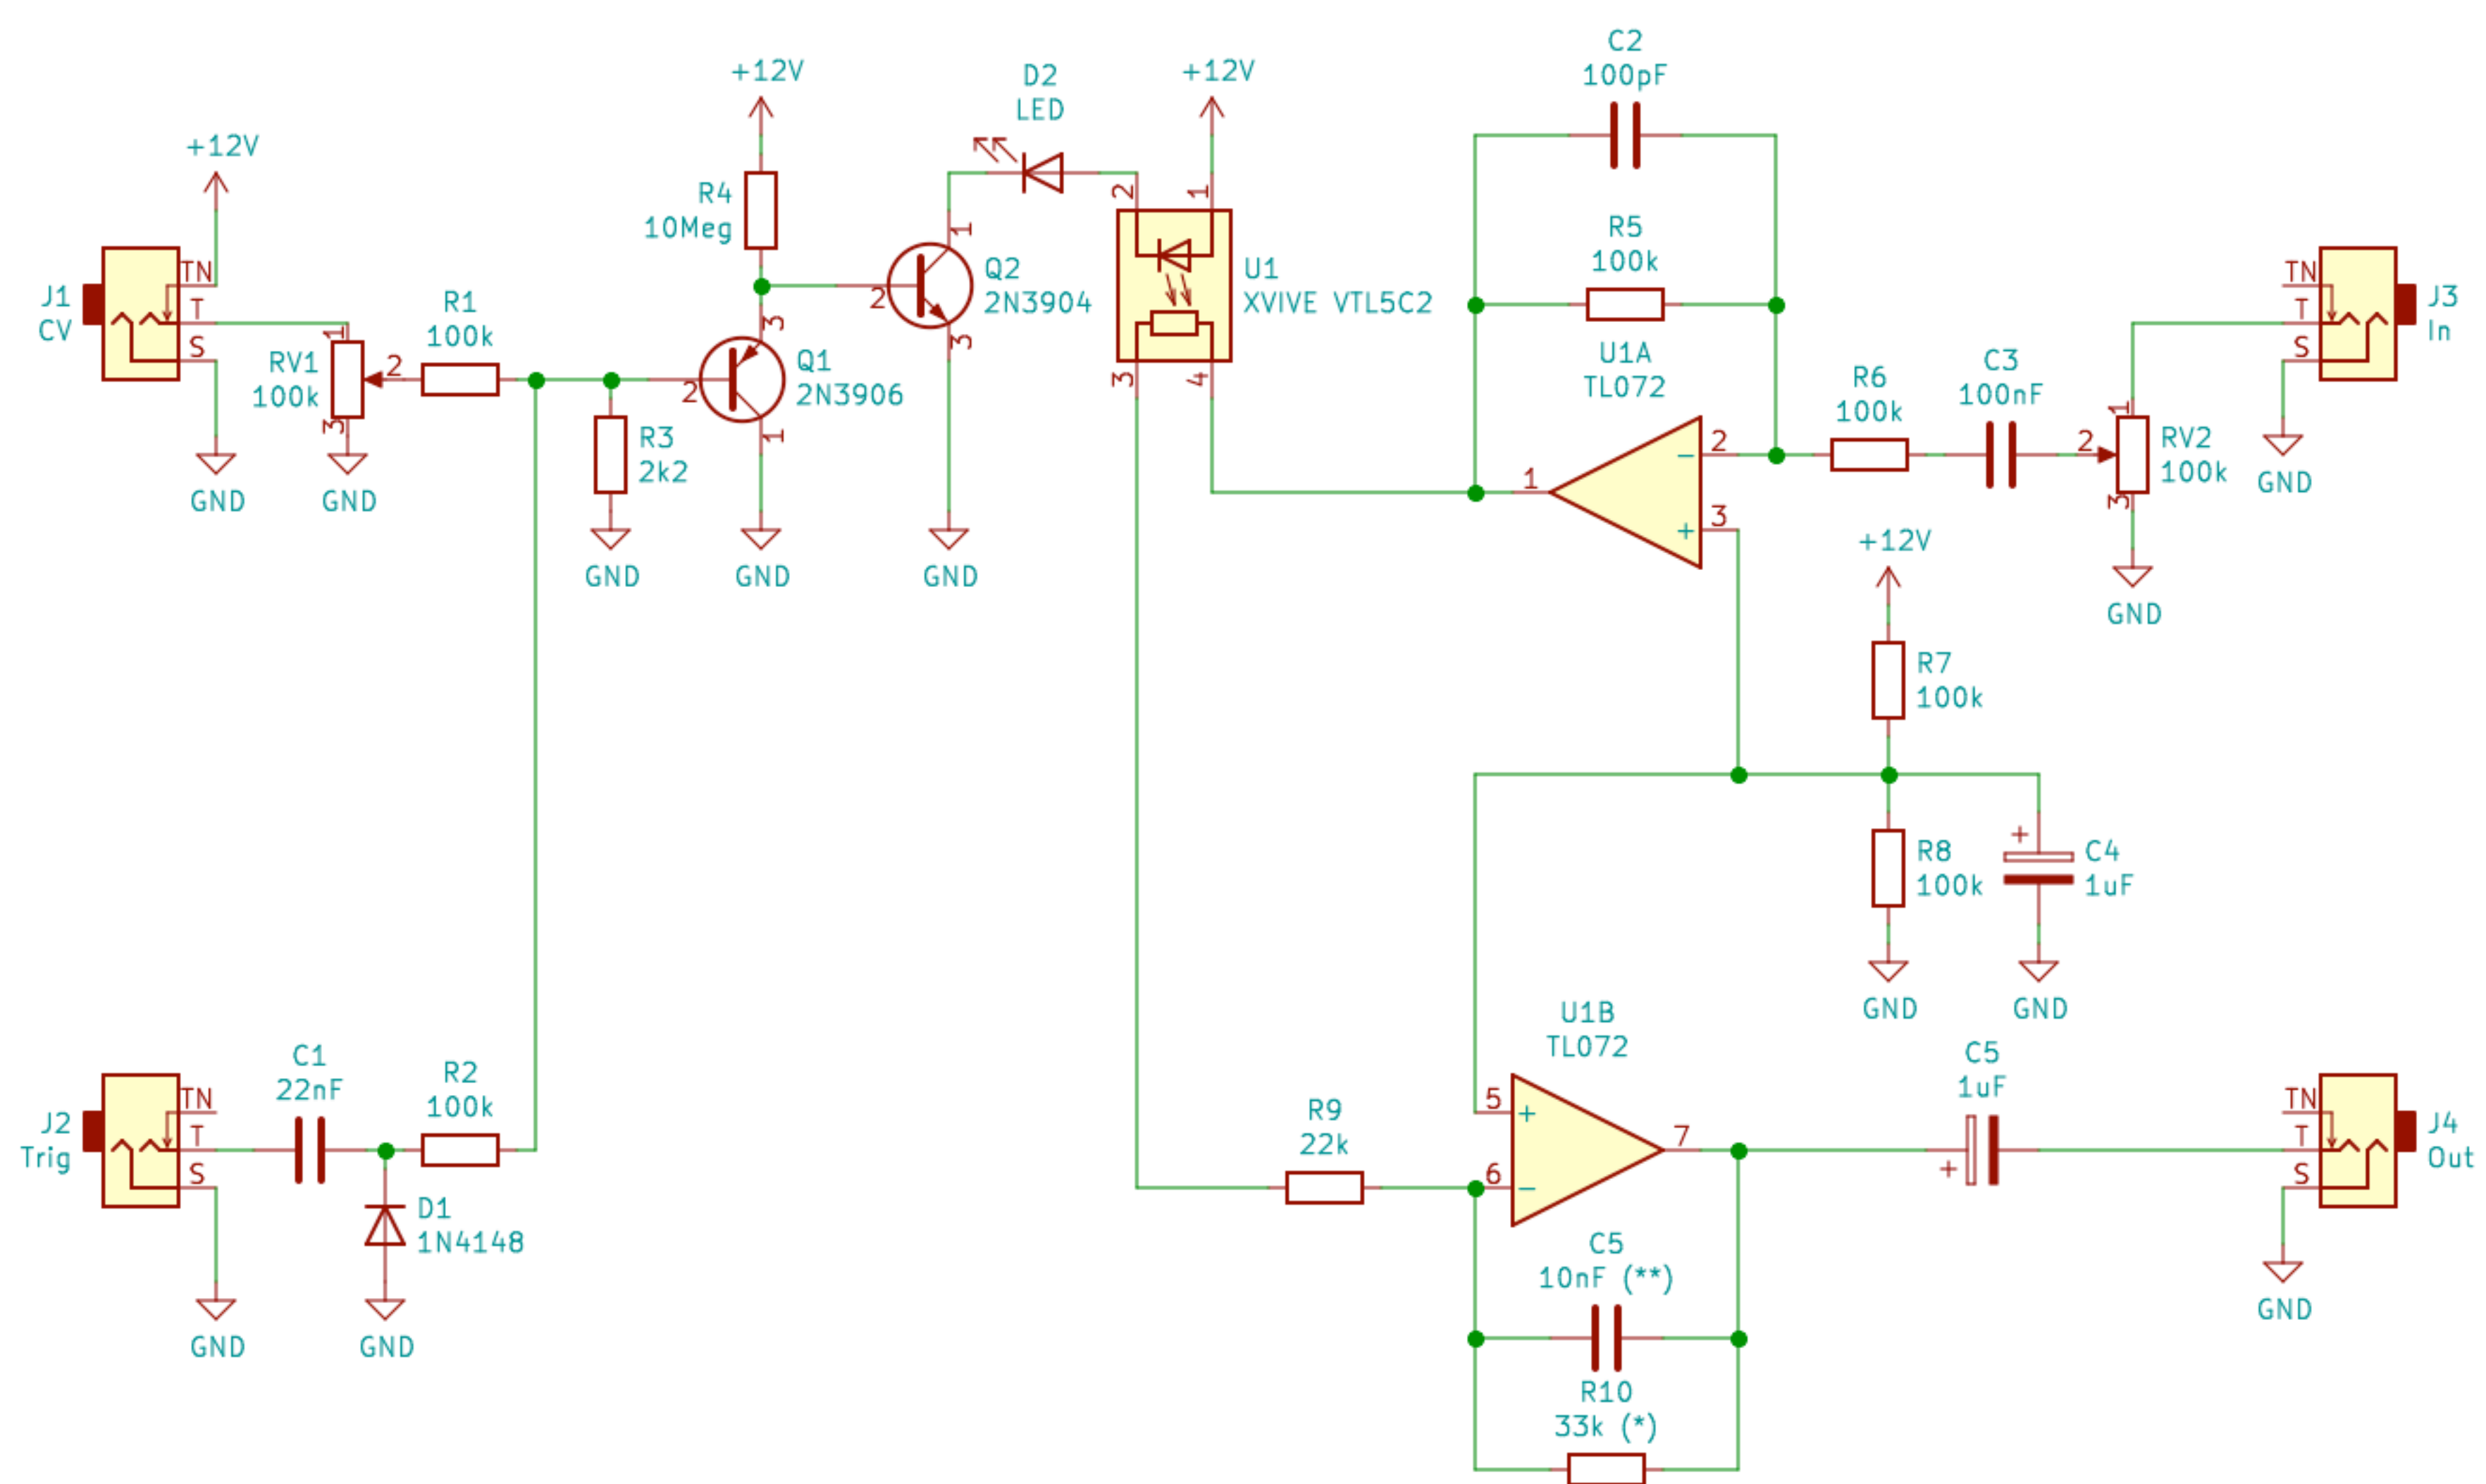 C2
100pF
+12V
D2
LED
+12V
+12V
R4
10Meg
2
1
R5
100k
TN
T
S
J1
CV
R1
100k
RV1
100k
1
2
3
3
2
1
Q1
2N3906
1
2
3
Q2
2N3904
U1
XVIVE VTL5C2
3
4
U1A
TL072
1
2
3
−
+
R6
100k
C3
100nF
2
1
3
RV2
100k
TN
T
S
J3
In
R3
2k2
GND
GND
GND
GND
GND
GND
GND
+12V
R7
100k
R8
100k
+
C4
1uF
GND
GND
U1B
TL072
5
6
7
+
−
C5
1uF
+
TN
T
S
J4
Out
GND
J2
Trig
TN
T
S
C1
22nF
R2
100k
D1
1N4148
GND
GND
R9
22k
C5
10nF (**)
R10
33k (*)